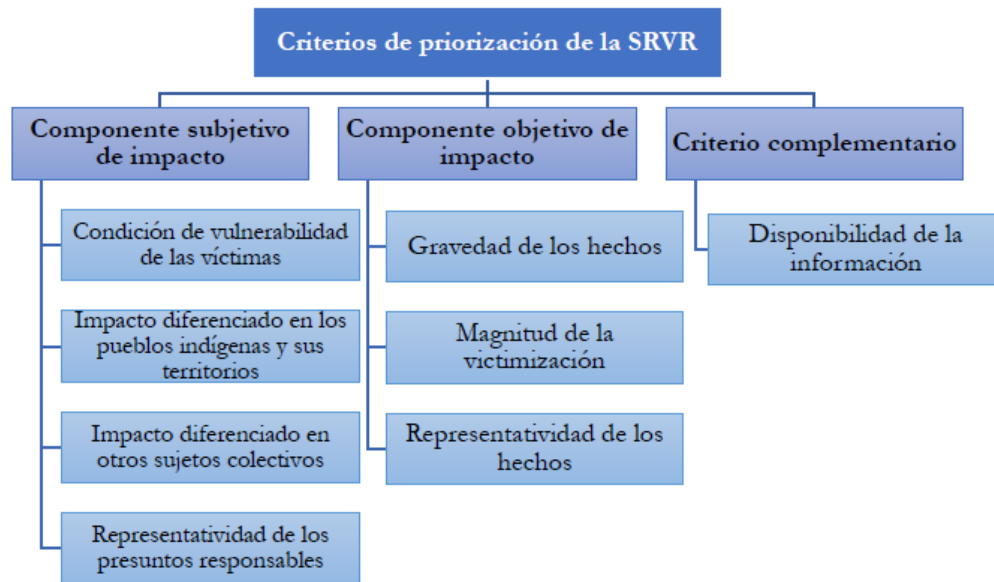 Criterios de priorización de la SRVR
Componente subjetivo
de impacto
Condición de vulnerabilidad
de las víctimas
Impacto diferenciado en los
pueblos indígenas y sus
territorios
Impacto diferenciado en
otros sujetos colectivos
Representatividad de los
presuntos responsables
Componente objetivo de
impacto
Gravedad de los hechos
Magnitud de la
victimización
Representatividad de los
hechos
Criterio complementario
Disponibilidad de la
información